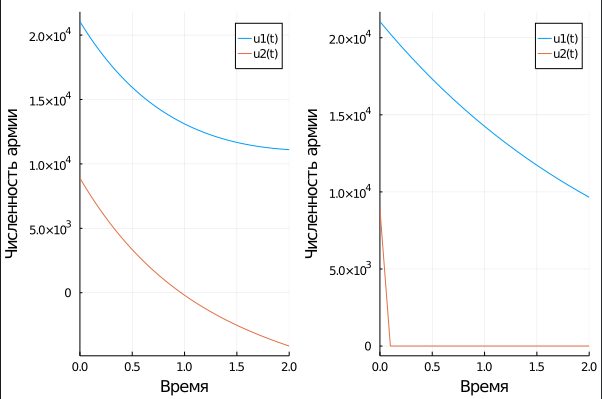 2.0×10⁴
1.5×10⁴
1.0×10⁴
5.0×10³
0
Численность армии
u1(t)
u2(t)
0.0 0.5 1.0 1.5 2.0
Время
2.0×10⁴
1.5×10⁴
1.0×10⁴
5.0×10³
0
Численность армии
u1(t)
u2(t)
0.0 0.5 1.0 1.5 2.0
Время